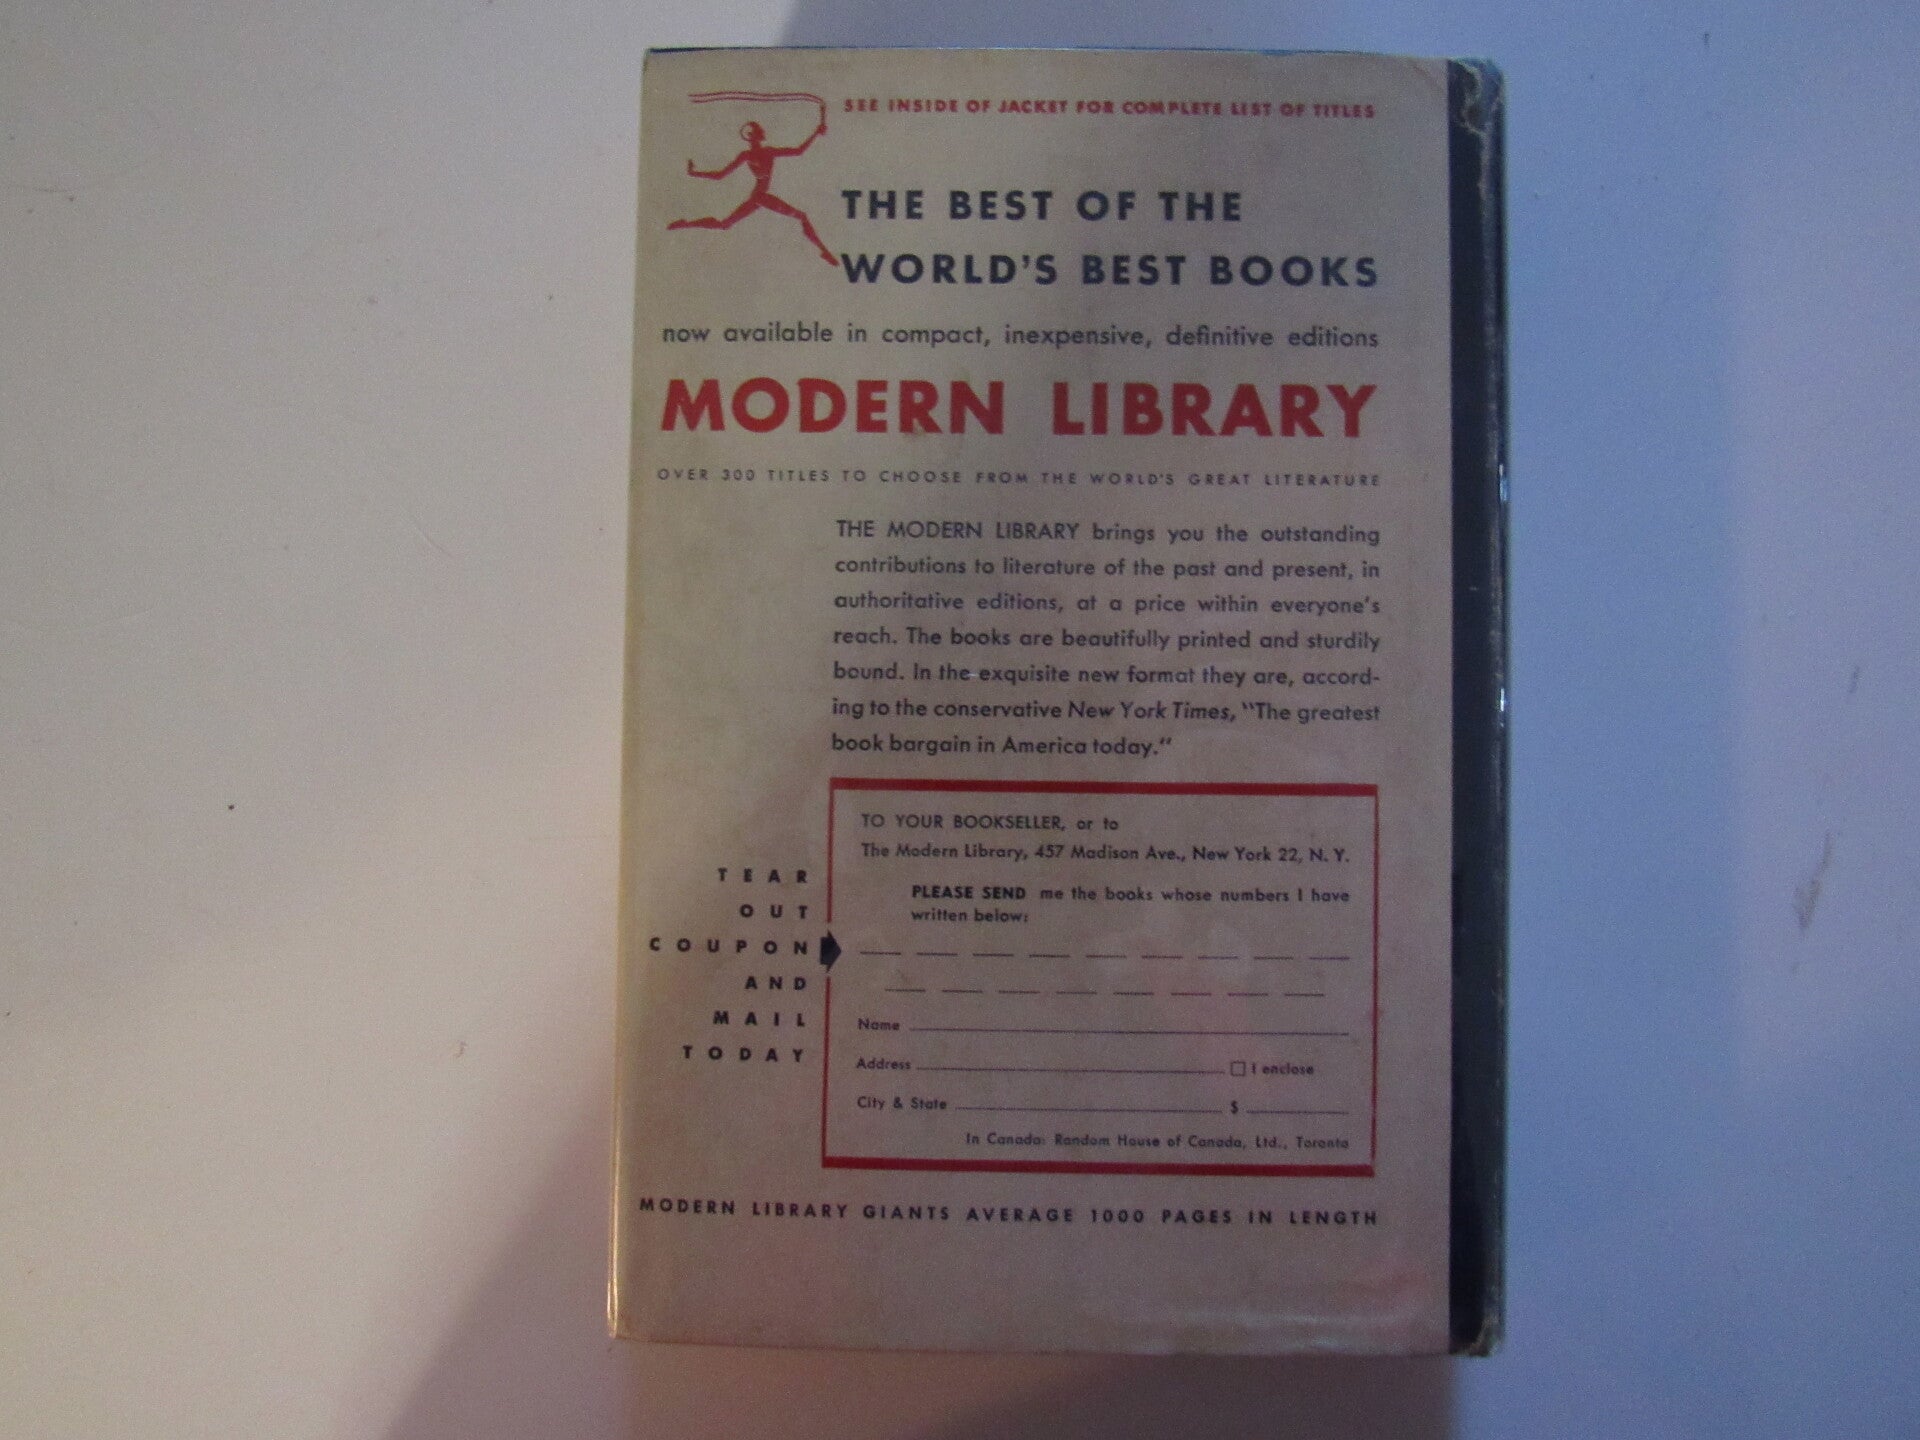 SEE INSIDE OF JACKET FOR COMPLETE LIST OF TITLES
THE BEST OF THE
WORLD'S BEST BOOKS
now available in compact, inexpensive, definitive editions
MODERN LIBRARY
OVER 300 TITLES TO CHOOSE FROM THE WORLD'S GREAT LITERATURE
THE MODERN LIBRARY brings you the outstanding
contributions to literature of the past and present, in
authoritative editions, at a price within everyone's
reach. The books are beautifully printed and sturdily
bound. In the exquisite new format they are, accord-
ing to the conservative New York Times, "The greatest
book bargain in America today."
TEAR
OUT
COUPON
AND
MAIL
TODAY
TO YOUR BOOKSELLER, or to
The Modern Library, 457 Madison Ave., New York 22, N. Y.
PLEASE SEND me the books whose numbers I have
written below:
Name
Address I enclose
City & State $
In Canada: Random House of Canada, Ltd., Toronto
MODERN LIBRARY GIANTS AVERAGE 1000 PAGES IN LENGTH